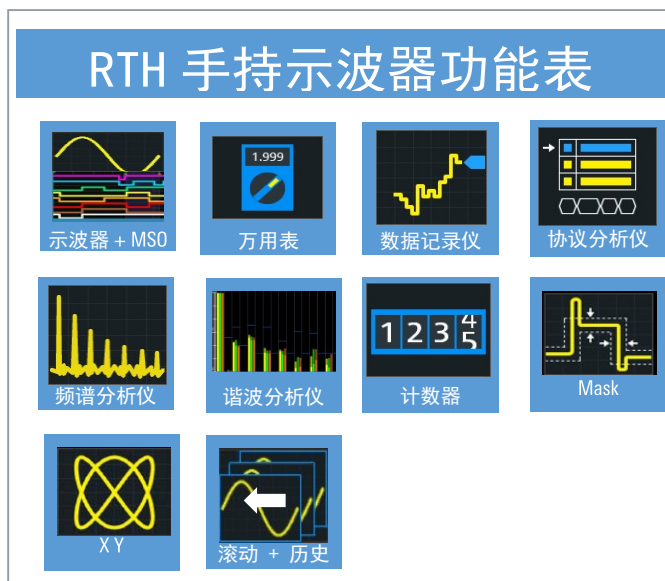 RTH 手持示波器功能表
1.999
示波器 + MSO
万用表
数据记录仪
协议分析仪
1 2 3 4
5
频谱分析仪
谐波分析仪
计数器
Mask
X Y
滚动 + 历史